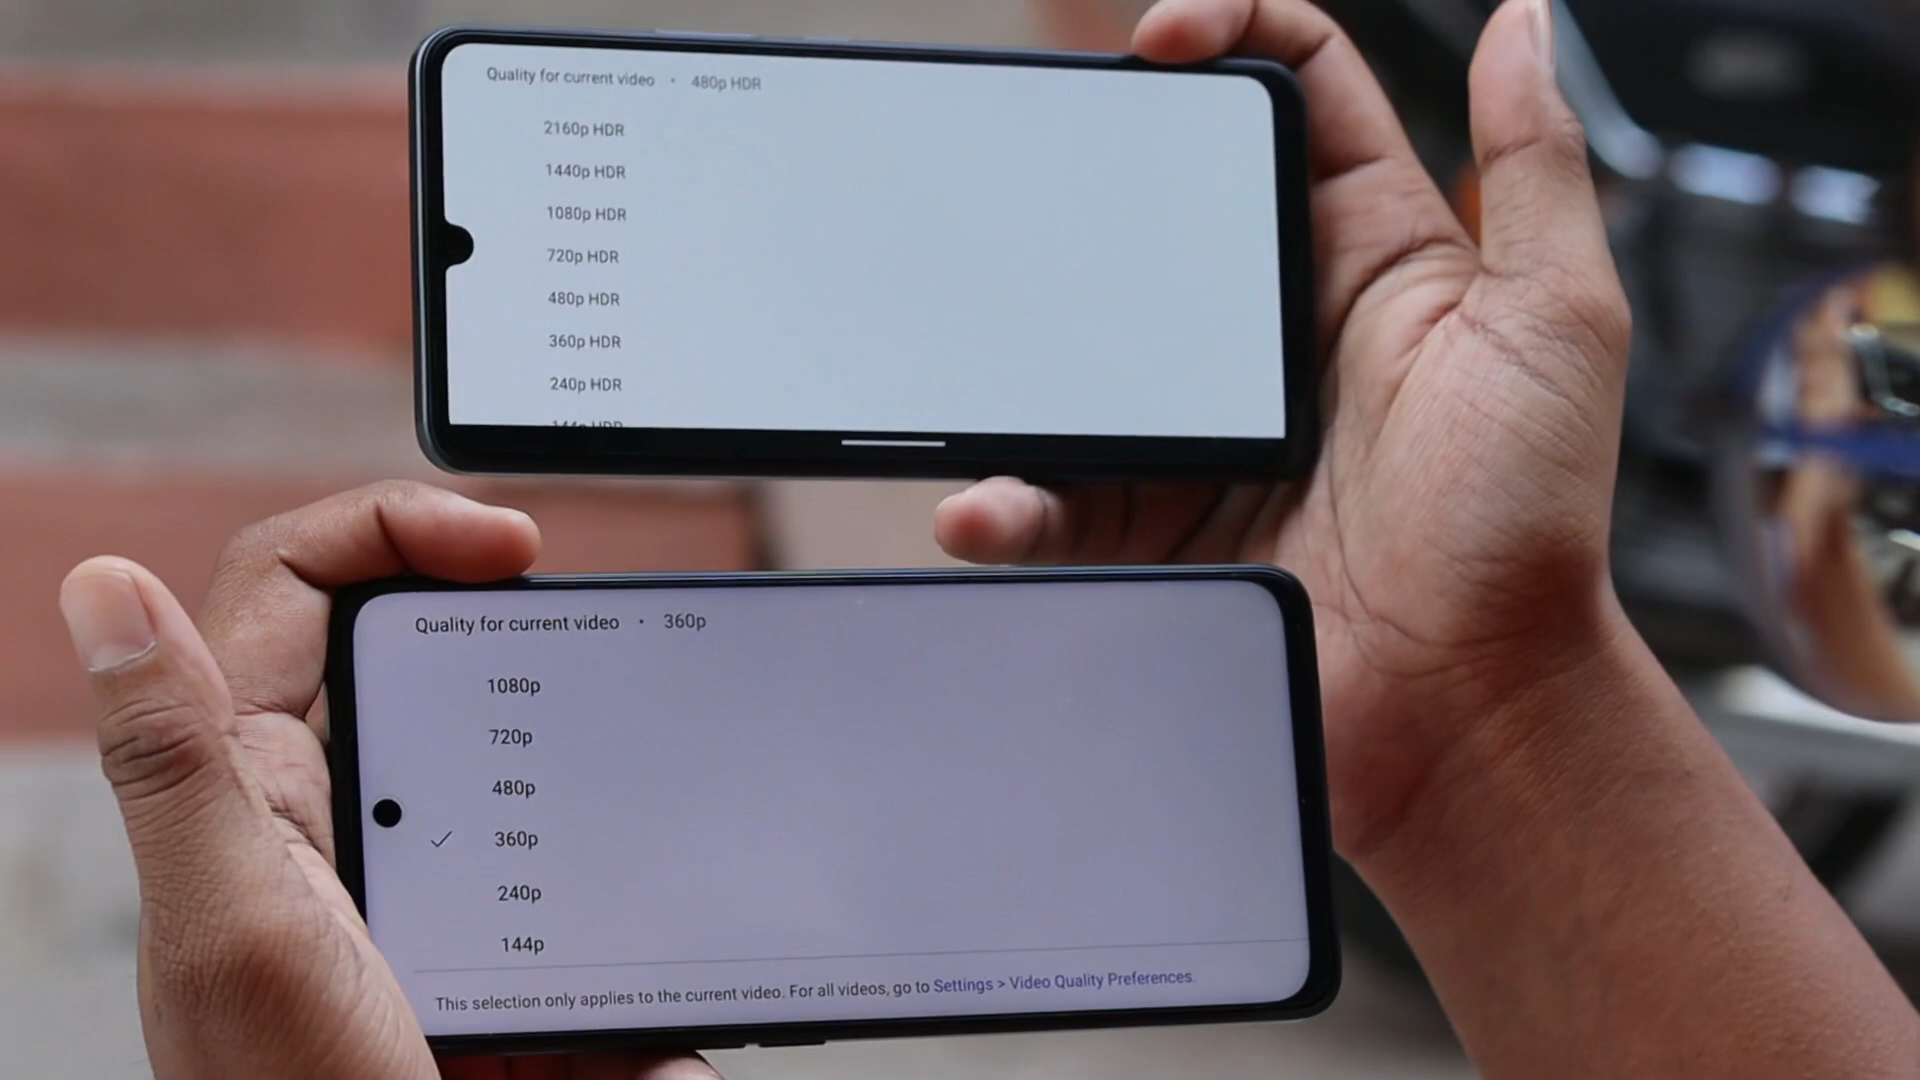 Quality for current video • 480p HDR
2160p HDR
1440p HDR
1080p HDR
720p HDR
480p HDR
360p HDR
240p HDR
144p HDR
Quality for current video • 360p
1080p
720p
480p
360p
240p
144p
This selection only applies to the current video. For all videos, go to Settings > Video Quality Preferences.